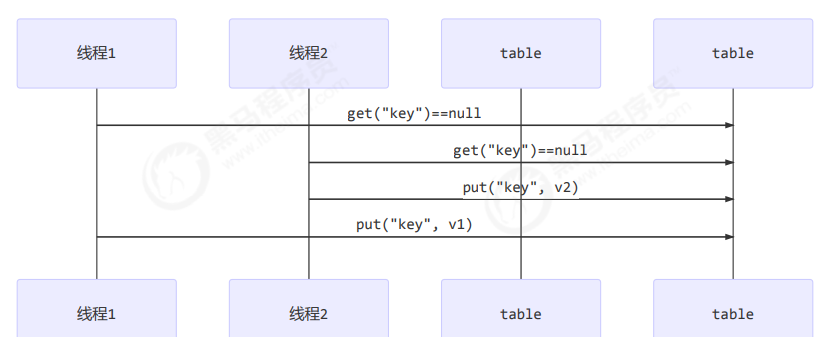 线程1
线程2
table
table
get("key")==null
get("key")==null
put("key", v2)
put("key", v1)
线程1
线程2
table
table
黑马程序员
www.itheima.com
黑马程序员
www.itheima.com